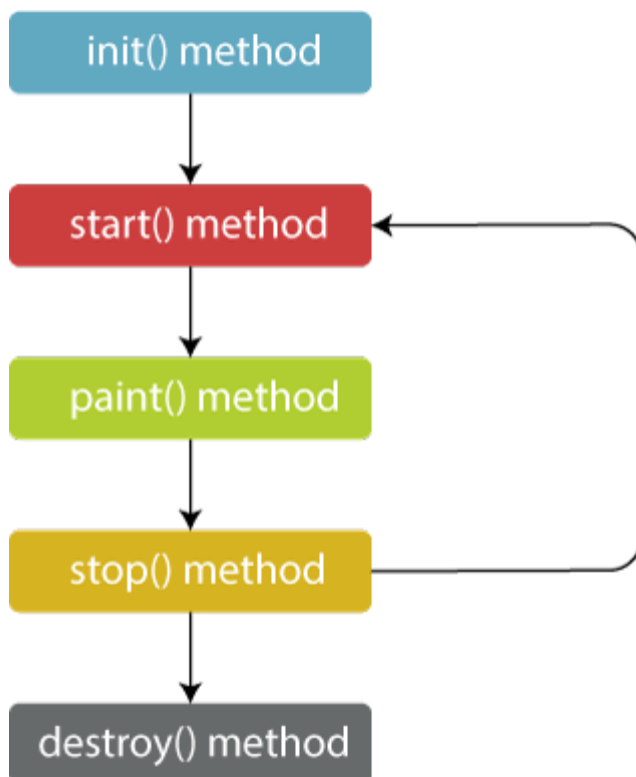 init() method
start() method
paint() method
stop() method
destroy() method